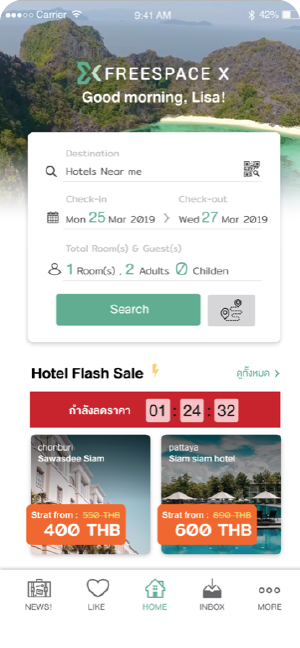 Carrier 9:41 AM 42%
FREESPACE X
Good morning, Lisa!
Destination
Hotels Near me
Check-in Check-out
Mon 25 Mar 2019 > Wed 27 Mar 2019
Total Room(s) & Guest(s)
1 Room(s) , 2 Adults 0 Childen
Search
Hotel Flash Sale ดูทั้งหมด >
กำลังลดราคา 01 : 24 : 32
chonburi
Sawasdee Siam
Strat from : 550 THB
400 THB
pattaya
Siam siam hotel
Strat from : 890 THB
600 THB
NEWS! LIKE HOME INBOX MORE